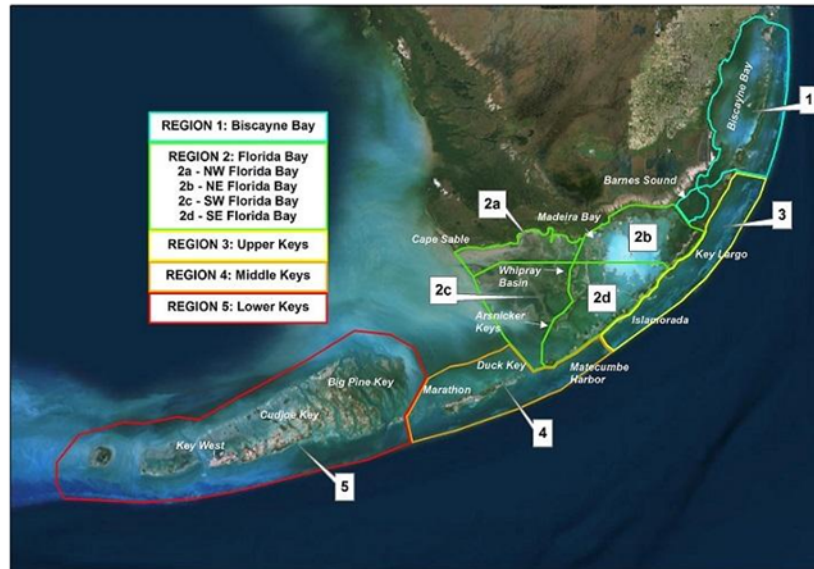 REGION 1: Biscayne Bay
REGION 2: Florida Bay
2a - NW Florida Bay
2b - NE Florida Bay
2c - SW Florida Bay
2d - SE Florida Bay
REGION 3: Upper Keys
REGION 4: Middle Keys
REGION 5: Lower Keys
Biscayne Bay
1
Barnes Sound
2a
Madeira Bay
3
2b
Cape Sable
Key Largo
Whipray
Basin
2c
2d
Arsnicker
Keys
Islamorada
Duck Key
Matecumbe
Harbor
Big Pine Key
Marathon
Cudjoe Key
4
Key West
5